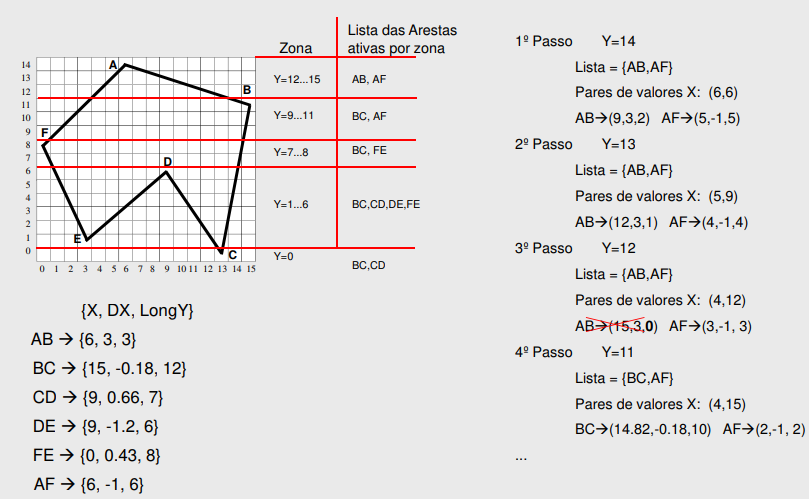 Zona
Lista das Arestas
ativas por zona
Y=12...15 AB, AF
Y=9...11 BC, AF
Y=7...8 BC, FE
Y=1...6 BC,CD,DE,FE
Y=0 BC,CD
14
13
12
11
10
9
8
7
6
5
4
3
2
1
0
0 1 2 3 4 5 6 7 8 9 10 11 12 13 14 15
A
B
F
D
E
C
{X, DX, LongY}
AB → {6, 3, 3}
BC → {15, -0.18, 12}
CD → {9, 0.66, 7}
DE → {9, -1.2, 6}
FE → {0, 0.43, 8}
AF → {6, -1, 6}
1º Passo Y=14
Lista = {AB,AF}
Pares de valores X: (6,6)
AB→(9,3,2) AF→(5,-1,5)
2º Passo Y=13
Lista = {AB,AF}
Pares de valores X: (5,9)
AB→(12,3,1) AF→(4,-1,4)
3º Passo Y=12
Lista = {AB,AF}
Pares de valores X: (4,12)
AB→(15,3,0) AF→(3,-1, 3)
4º Passo Y=11
Lista = {BC,AF}
Pares de valores X: (4,15)
BC→(14.82,-0.18,10) AF→(2,-1, 2)
...